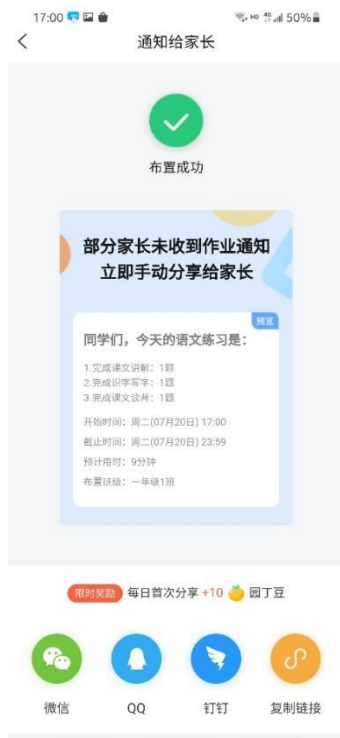 17:00 HD 4G 50%
通知给家长
布置成功
部分家长未收到作业通知
立即手动分享给家长
预览
同学们，今天的语文练习是：
1.完成课文讲解：1题
2.完成识字写字：1题
3.完成课文读背：1题
开始时间：周二(07月20日) 17:00
截止时间：周二(07月20日) 23:59
预计用时：9分钟
布置班级：一年级1班
限时奖励 每日首次分享 +10 园丁豆
微信 QQ 钉钉 复制链接